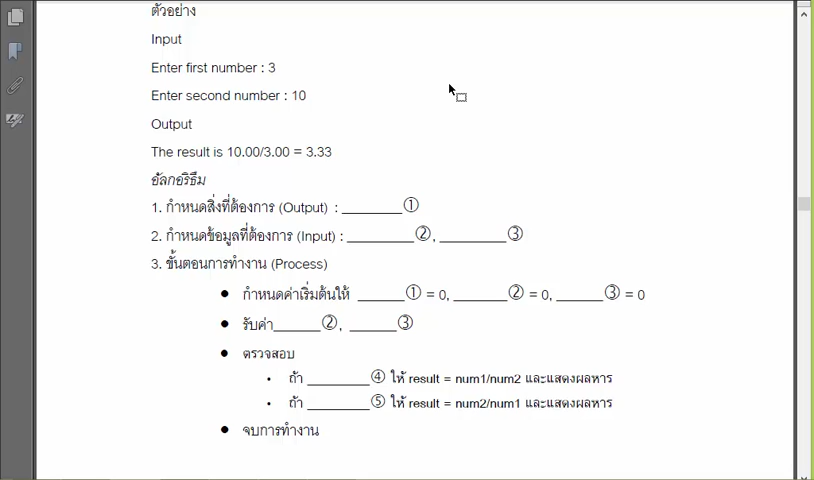 ตัวอย่าง
Input
Enter first number : 3
Enter second number : 10
Output
The result is 10.00/3.00 = 3.33
อัลกอริธึม
1. กำหนดสิ่งที่ต้องการ (Output) : ________①
2. กำหนดข้อมูลที่ต้องการ (Input) : ________②, ________③
3. ขั้นตอนการทำงาน (Process)
● กำหนดค่าเริ่มต้นให้ ______① = 0, ______② = 0, ______③ = 0
● รับค่า______②, ______③
● ตรวจสอบ
• ถ้า ________④ ให้ result = num1/num2 และแสดงผลหาร
• ถ้า ________⑤ ให้ result = num2/num1 และแสดงผลหาร
● จบการทำงาน